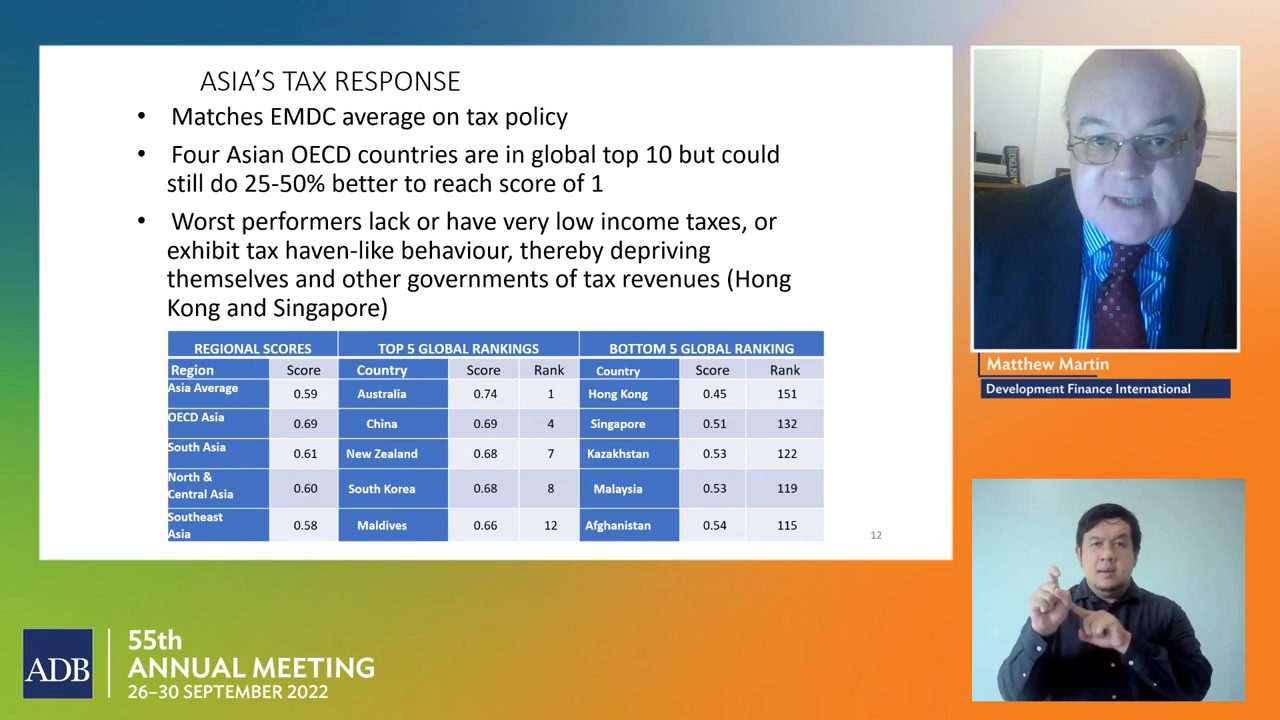 ASIA'S TAX RESPONSE
• Matches EMDC average on tax policy
• Four Asian OECD countries are in global top 10 but could
still do 25-50% better to reach score of 1
• Worst performers lack or have very low income taxes, or
exhibit tax haven-like behaviour, thereby depriving
themselves and other governments of tax revenues (Hong
Kong and Singapore)
REGIONAL SCORES TOP 5 GLOBAL RANKINGS BOTTOM 5 GLOBAL RANKING
Region Score Country Score Rank Country Score Rank
Asia Average 0.59 Australia 0.74 1 Hong Kong 0.45 151
OECD Asia 0.69 China 0.69 4 Singapore 0.51 132
South Asia 0.61 New Zealand 0.68 7 Kazakhstan 0.53 122
North &
Central Asia 0.60 South Korea 0.68 8 Malaysia 0.53 119
Southeast
Asia 0.58 Maldives 0.66 12 Afghanistan 0.54 115
12
ENGLISH
Matthew Martin
Development Finance International
ADB
55th
ANNUAL MEETING
26–30 SEPTEMBER 2022